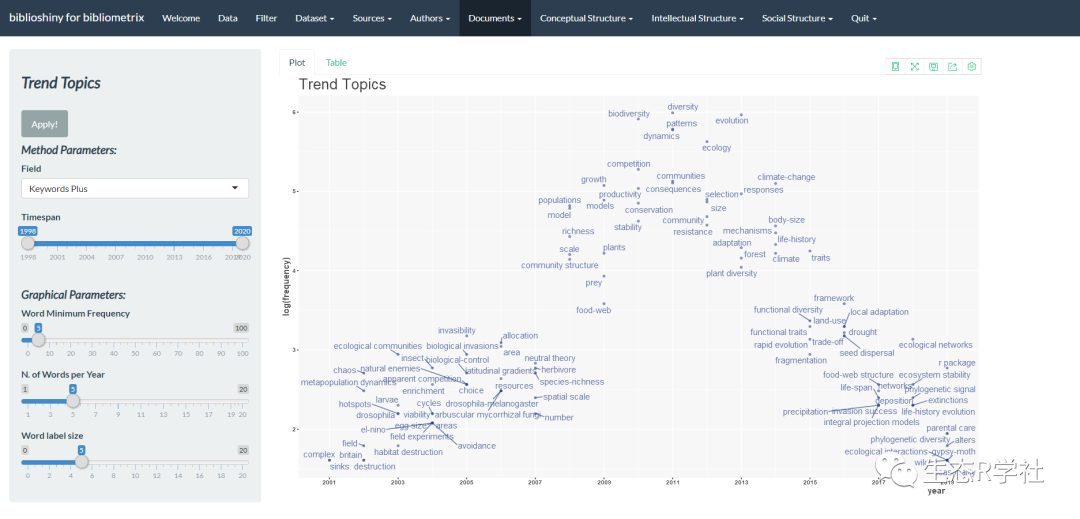 biblioshiny for bibliometrix Welcome Data Filter Dataset Sources Authors Documents Conceptual Structure Intellectual Structure Social Structure Quit
Trend Topics
Apply!
Method Parameters:
Field
Keywords Plus
Timespan
1998 2020
1998 2001 2004 2007 2010 2013 2016 2020
Graphical Parameters:
Word Minimum Frequency
0 5 100
0 10 20 30 40 50 60 70 80 90 100
N. of Words per Year
1 5 20
1 3 5 7 9 11 13 15 17 20
Word label size
0 5 20
0 2 4 6 8 10 12 14 16 18 20
Plot Table
Trend Topics
log(frequency)
6
5
4
3
2
diversity
biodiversity
evolution
patterns
dynamics
ecology
competition
growth
communities
climate-change
consequences
responses
productivity
selection
populations
models
conservation
size
model
community
body-size
stability
resistance
mechanisms
richness
life-history
adaptation
scale
plants
forest
climate
traits
community structure
plant diversity
prey
food-web
framework
functional diversity
local adaptation
land-use
invasibility
functional traits
drought
allocation
trade-off
ecological communities
biological invasions
rapid evolution
ecological networks
area
seed dispersal
insect
neutral theory
fragmentation
biological-control
r package
chaos
natural enemies
latitudinal gradients
herbivore
food-web structure
ecosystem stability
metapopulation dynamics
apparent competition
species-richness
life-span
networks
phylogenetic signal
enrichment
choice
resources
hotspots
larvae
cycles
drosophila-melanogaster
spatial scale
deposition
extinctions
drosophila
viability
arbuscular mycorrizal fungi
number
precipitation
invasion success
life-history evolution
el-nino
egg size
areas
integral projection models
field experiments
avoidance
parental care
field
habitat destruction
phylogenetic diversity
alters
complex
britain
ecological interactions
gypsy-moth
sinks
destruction
2001 2003 2005 2007 2009 2011 2013 2015 2017
year
生态R学社